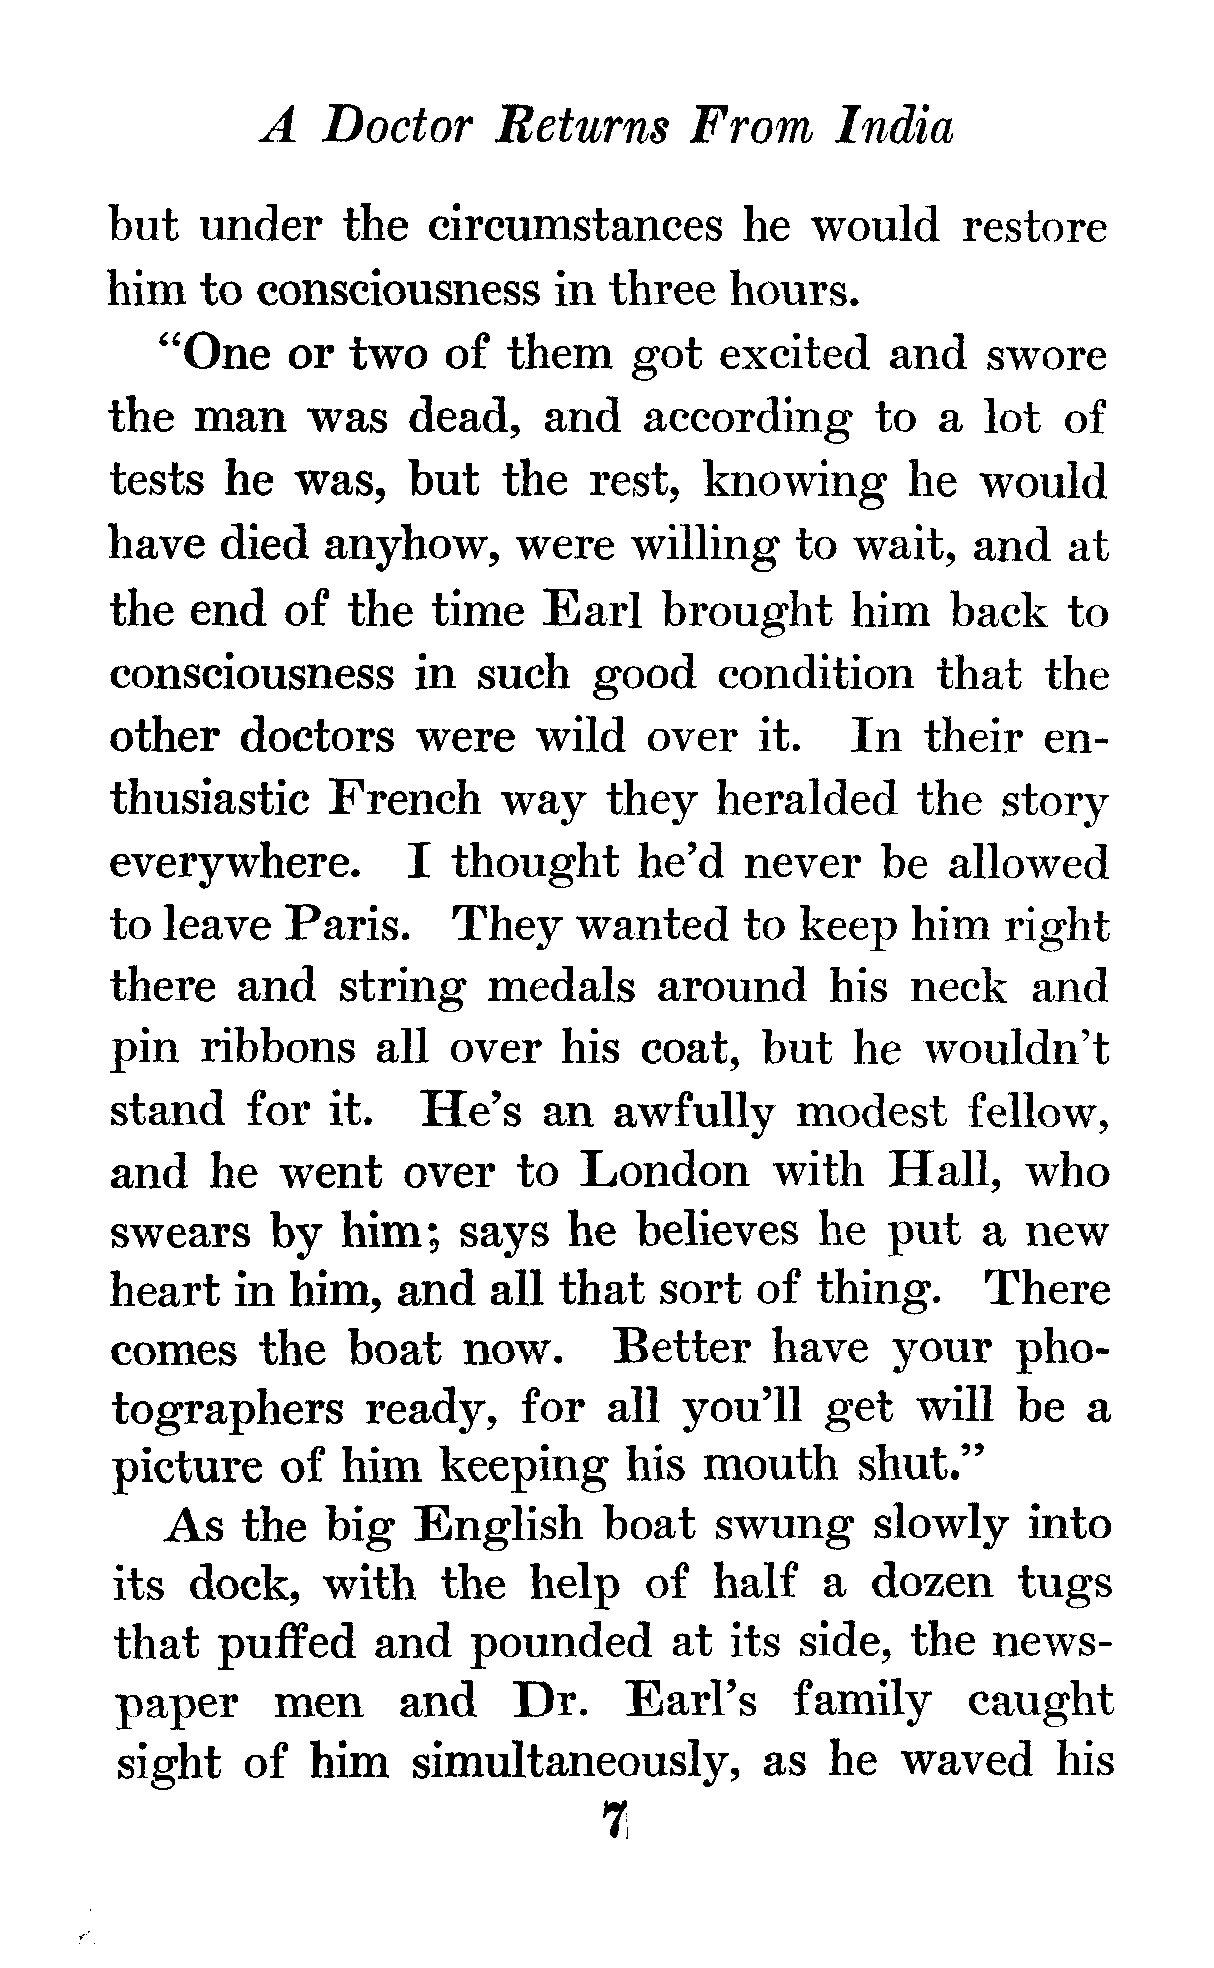 A Doctor Returns From India
but under the circumstances he would restore
him to consciousness in three hours.
“One or two of them got excited and swore
the man was dead, and according to a lot of
tests he was, but the rest, knowing he would
have died anyhow, were willing to wait, and at
the end of the time Earl brought him back to
consciousness in such good condition that the
other doctors were wild over it. In their en-
thusiastic French way they heralded the story
everywhere. I thought he’d never be allowed
to leave Paris. They wanted to keep him right
there and string medals around his neck and
pin ribbons all over his coat, but he wouldn’t
stand for it. He’s an awfully modest fellow,
and he went over to London with Hall, who
swears by him; says he believes he put a new
heart in him, and all that sort of thing. There
comes the boat now. Better have your pho-
tographers ready, for all you’ll get will be a
picture of him keeping his mouth shut.”
As the big English boat swung slowly into
its dock, with the help of half a dozen tugs
that puffed and pounded at its side, the news-
paper men and Dr. Earl’s family caught
sight of him simultaneously, as he waved his
7